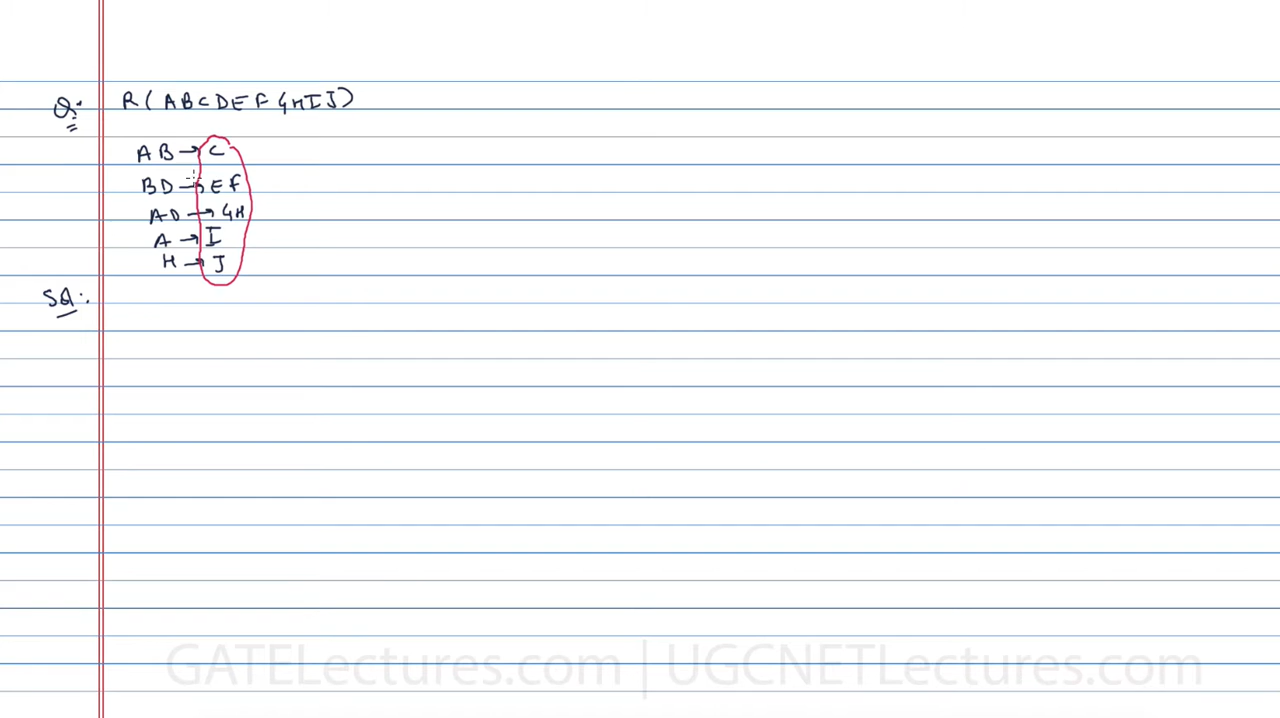 Q:
R(ABCDEFGHIJ)
AB→C
BD→EF
AD→GH
A→I
H→J
Sol:
GATELectures.com | UGCNETLectures.com